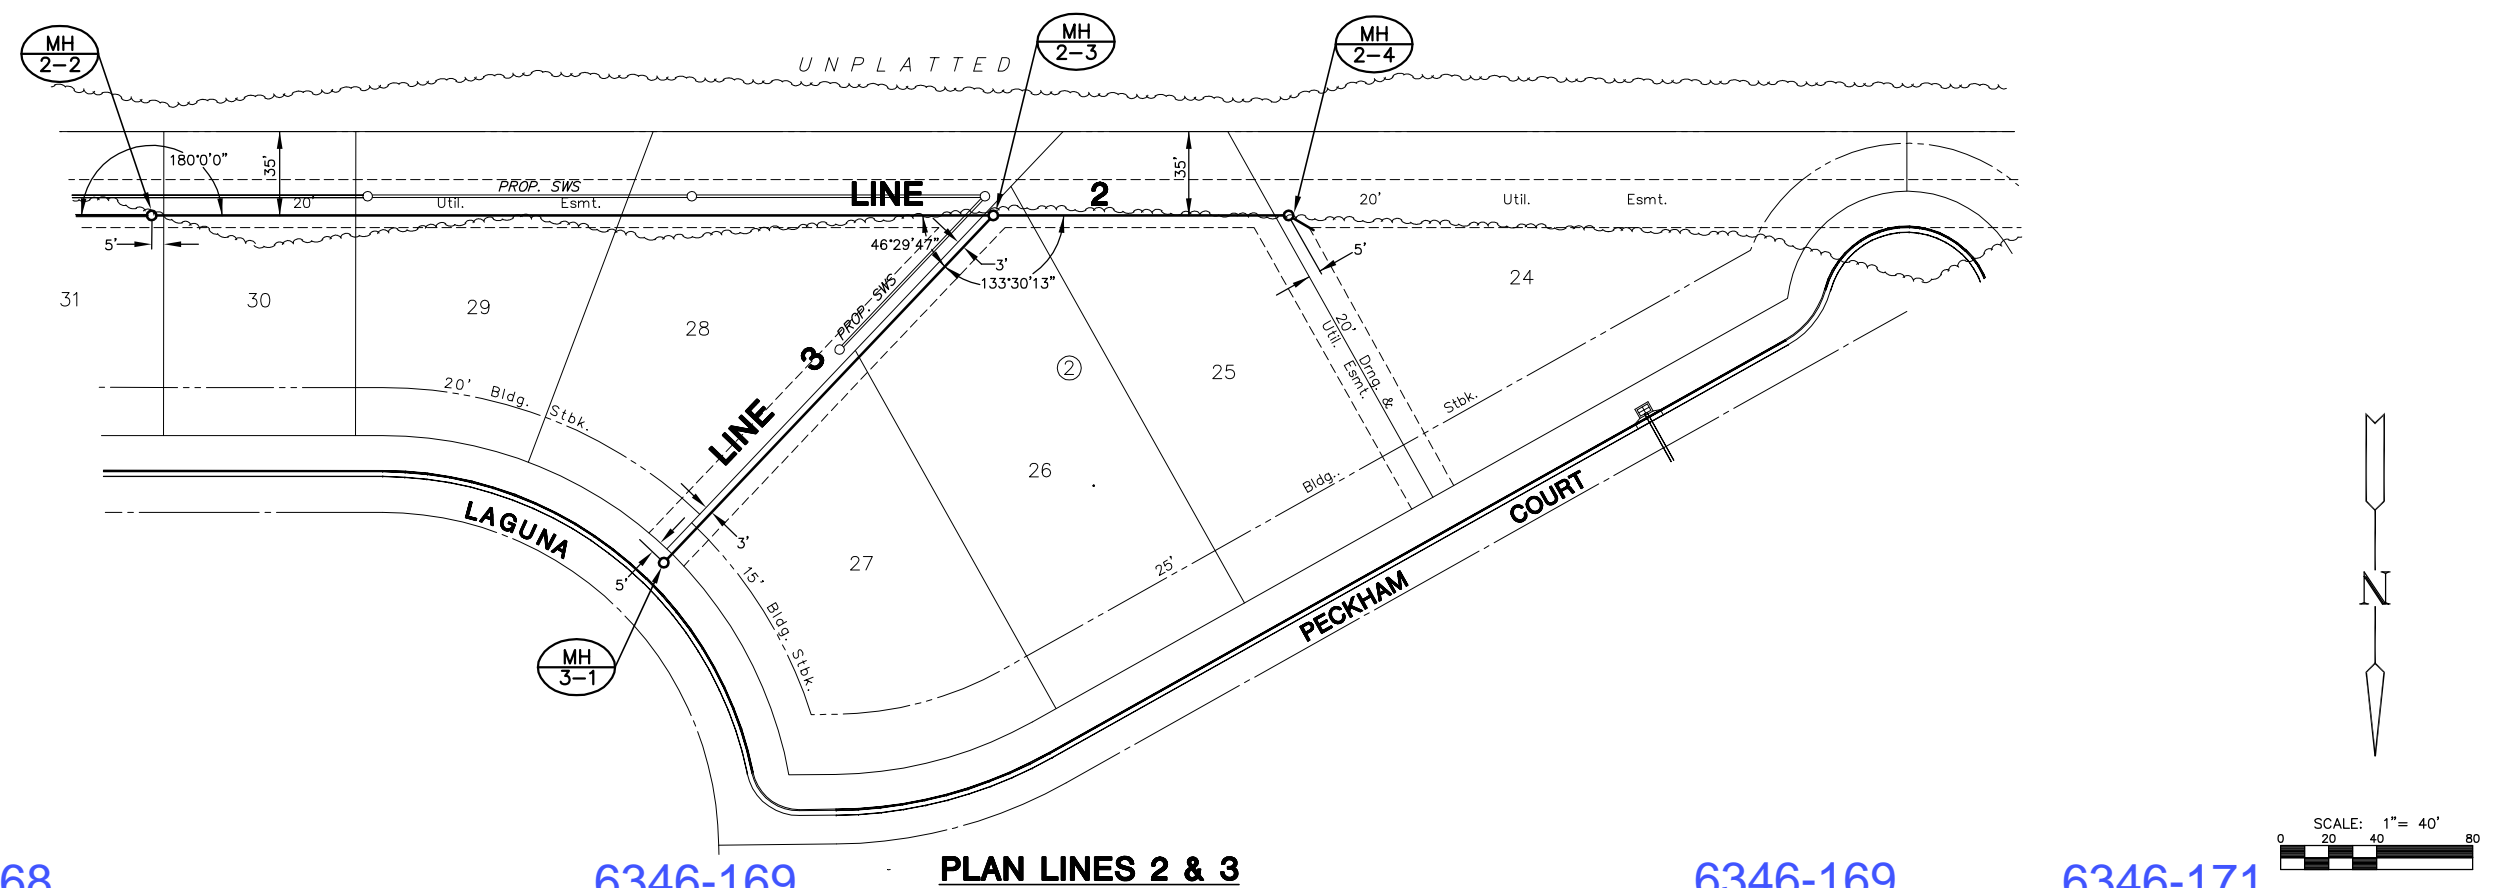 MH
2-2
MH
2-3
MH
2-4
UNPLATTED
180°0'0"
35'
PROP. SWS
LINE 2
35'
20' Util. Esmt.
20' Util. Esmt.
5'
46°29'47"
3'
133°30'13"
5'
31
30
29
28
PROP. SWS
LINE 3
2
25
24
20' Drng. &
Util. Esmt.
20' Bldg. Stbk.
26
25' Bldg. Stbk.
27
3'
5'
15' Bldg. Stbk.
LAGUNA
PECKHAM COURT
MH
3-1
N
SCALE: 1"= 40'
0 20 40 80
PLAN LINES 2 & 3
68
6346-169
6346-169
6346-171